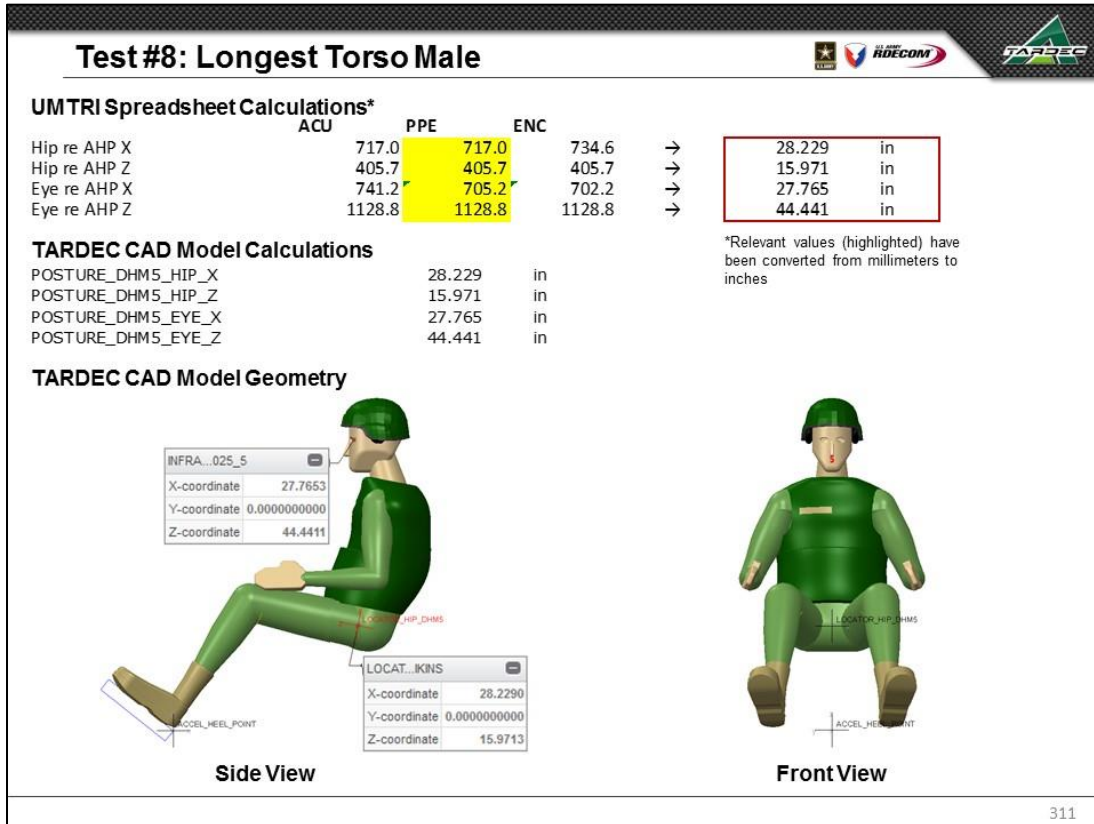 Test #8: Longest Torso Male
U.S. ARMY
U.S. ARMY
RDECOM
TARDEC
UMTRI Spreadsheet Calculations*
ACU PPE ENC
Hip re AHP X 717.0 717.0 734.6 → 28.229 in
Hip re AHP Z 405.7 405.7 405.7 → 15.971 in
Eye re AHP X 741.2 705.2 702.2 → 27.765 in
Eye re AHP Z 1128.8 1128.8 1128.8 → 44.441 in
*Relevant values (highlighted) have
been converted from millimeters to
inches
TARDEC CAD Model Calculations
POSTURE_DHM5_HIP_X 28.229 in
POSTURE_DHM5_HIP_Z 15.971 in
POSTURE_DHM5_EYE_X 27.765 in
POSTURE_DHM5_EYE_Z 44.441 in
TARDEC CAD Model Geometry
INFRA...025_5
X-coordinate 27.7653
Y-coordinate 0.0000000000
Z-coordinate 44.4411
5
LOCATOR_HIP_DHM5
LOCATOR_HIP_DHM5
LOCAT...IKINS
X-coordinate 28.2290
Y-coordinate 0.0000000000
Z-coordinate 15.9713
ACCEL_HEEL_POINT
ACCEL_HEEL_POINT
Side View
Front View
311